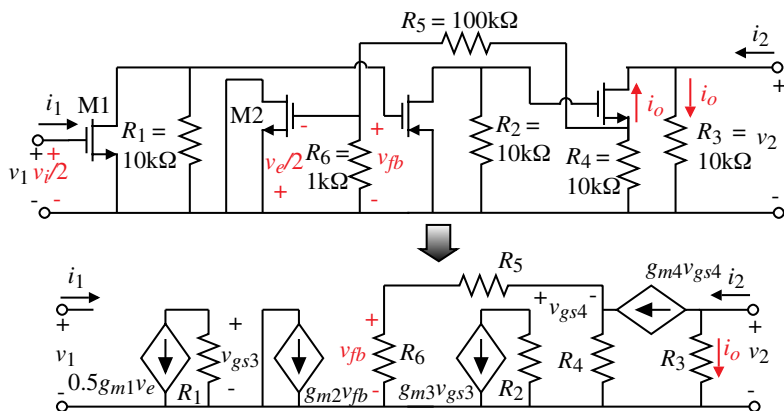 R5 = 100kΩ
i2
i1
M1
M2
R1 = 10kΩ
+ +
v1 vi/2
- -
-
ve/2
+
R6 = 1kΩ
+
vfb
-
R2 = 10kΩ
io
io
R4 = 10kΩ
R3 = 10kΩ
+
v2
-
i1
R5
gm4vgs4
i2
+
v1
-
0.5gm1ve
R1
+
vgs3
-
gm2vfb
+
vfb
-
R6
gm3vgs3
R2
+ vgs4 -
R4
R3
io
+
v2
-